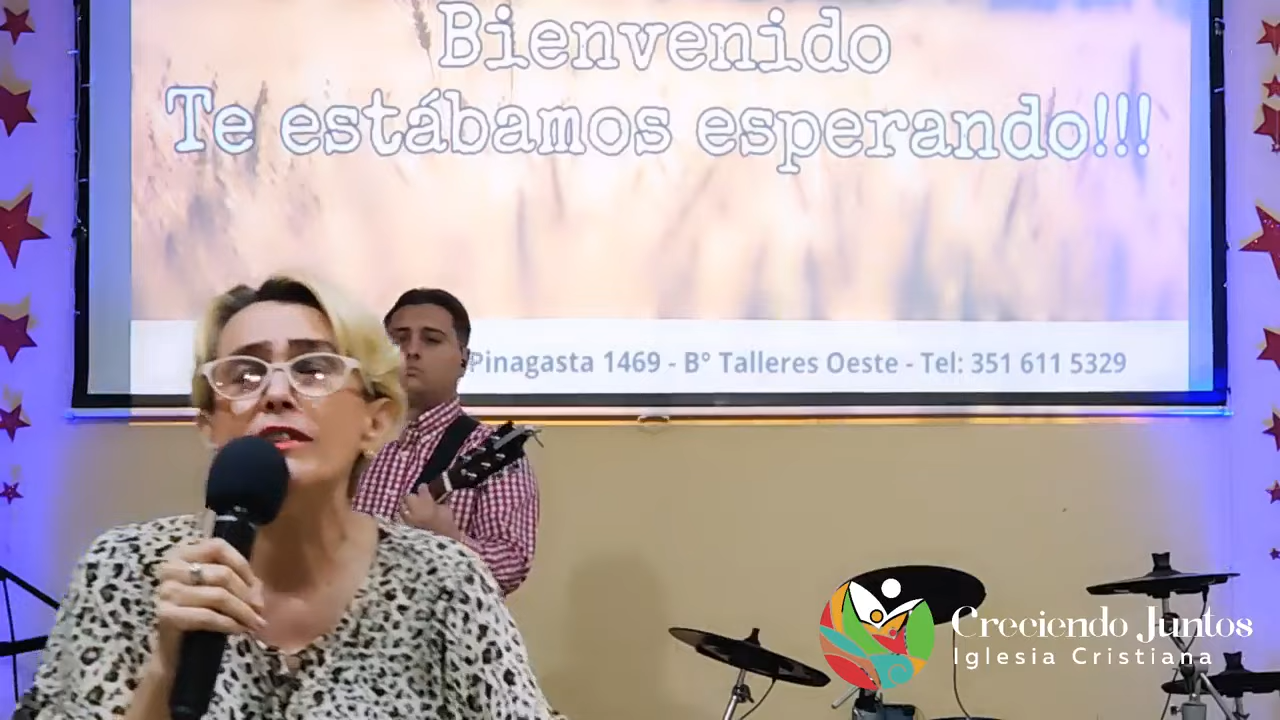 Bienvenido
Te estábamos esperando!!!
Pinagasta 1469 - B° Talleres Oeste - Tel: 351 611 5329
Creciendo Juntos
Iglesia Cristiana